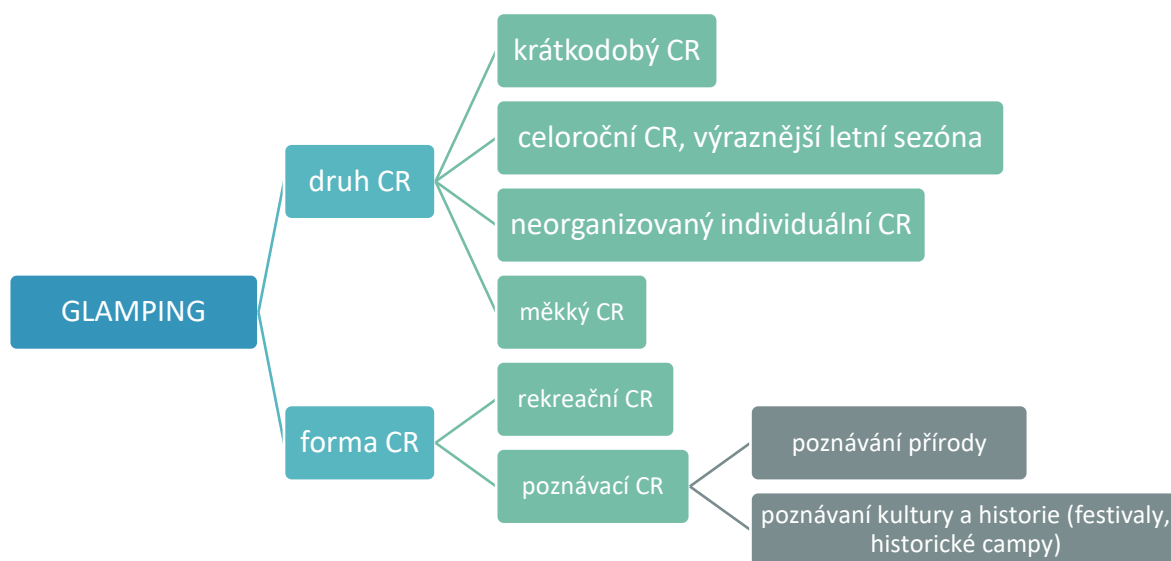 GLAMPING
druh CR
krátkodobý CR
celoroční CR, výraznější letní sezóna
neorganizovaný individuální CR
měkký CR
forma CR
rekreační CR
poznávací CR
poznávání přírody
poznávaní kultury a historie (festivaly,
historické campy)